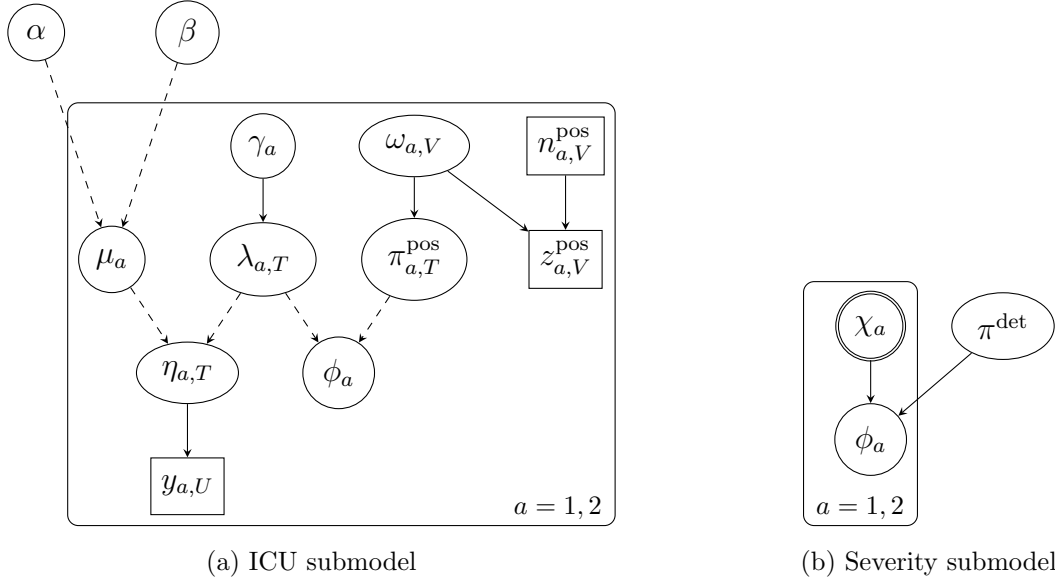 α β
γ_a ω_{a,V} n^{pos}_{a,V}
μ_a λ_{a,T} π^{pos}_{a,T} z^{pos}_{a,V}
η_{a,T} ϕ_a
y_{a,U}
a = 1, 2
(a) ICU submodel
χ_a π^{det}
ϕ_a
a = 1, 2
(b) Severity submodel